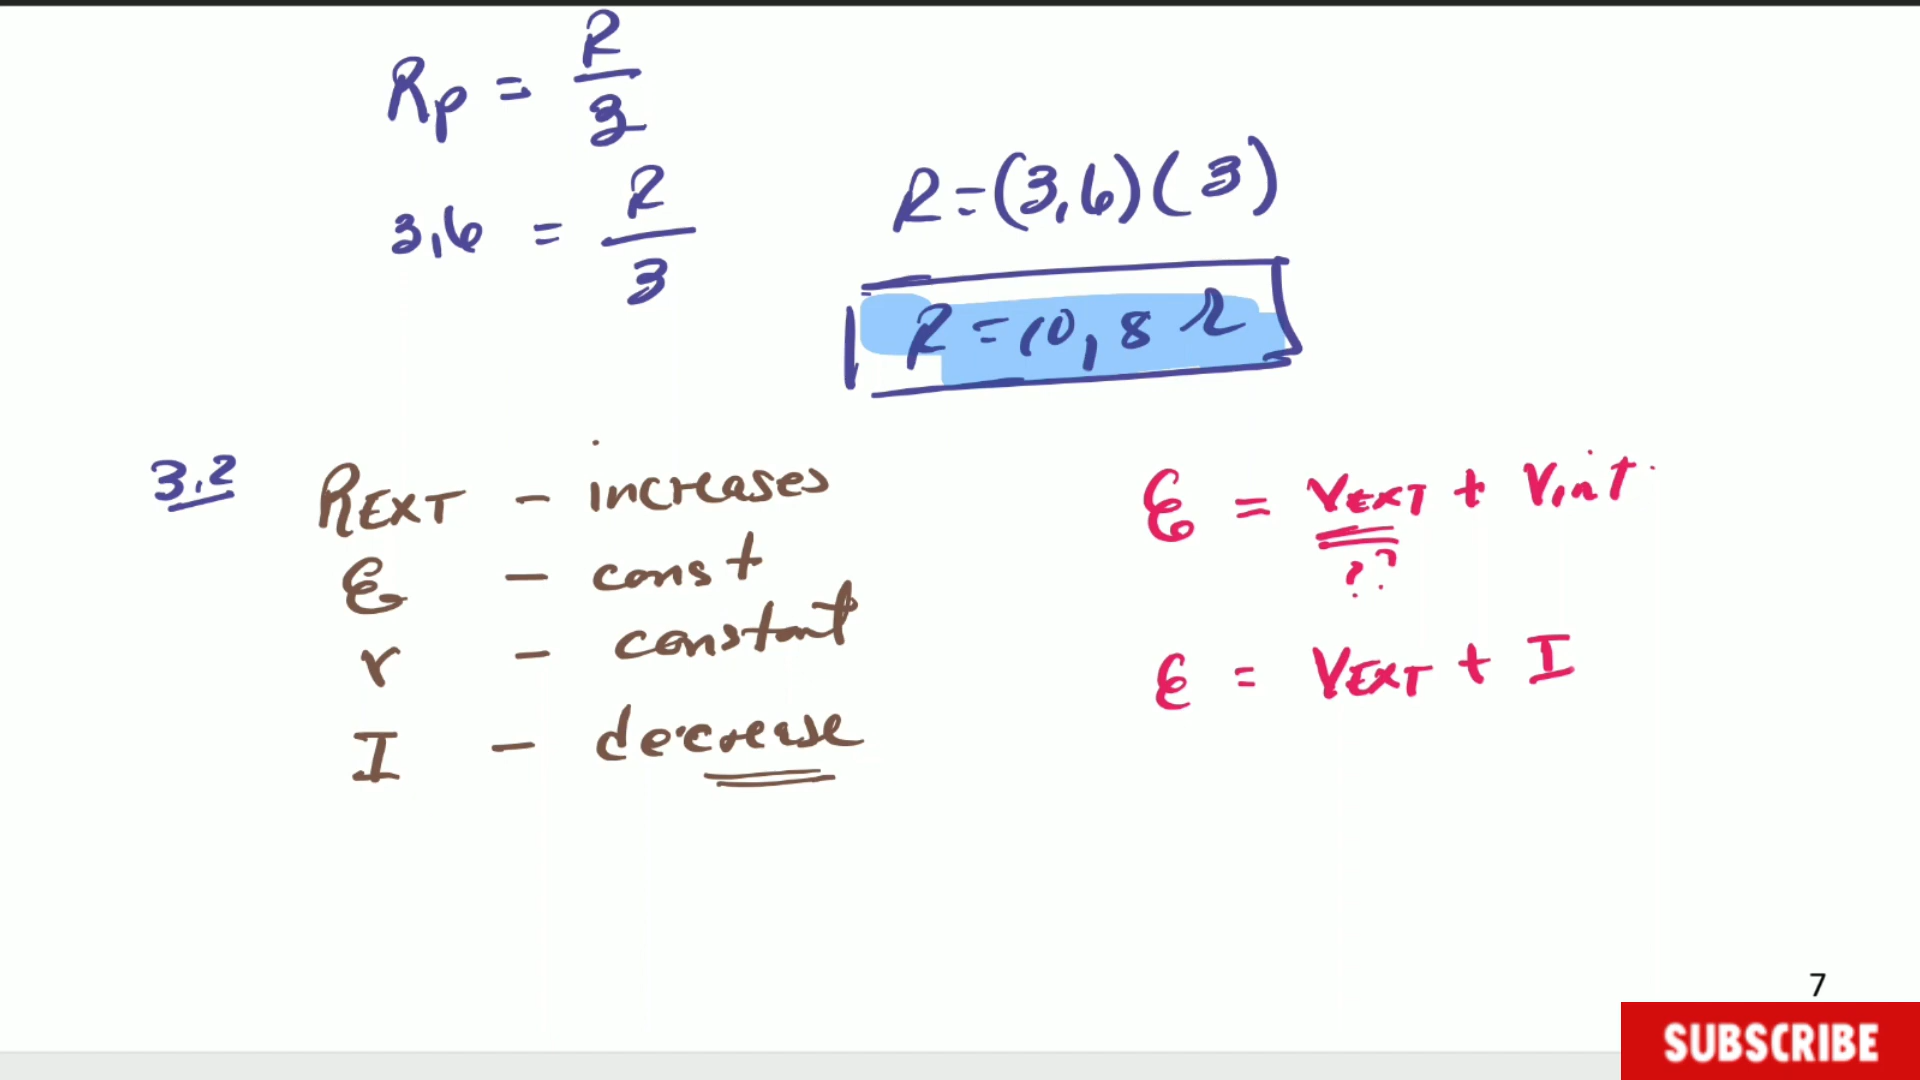 Rp = R/3
3,6 = R/3
R = (3,6)(3)
R = 10,8 Ω
3.2
REXT - increases
ε - const
r - constant
I - decrease
ε = VEXT + Vint
??
ε = VEXT + I
7
SUBSCRIBE